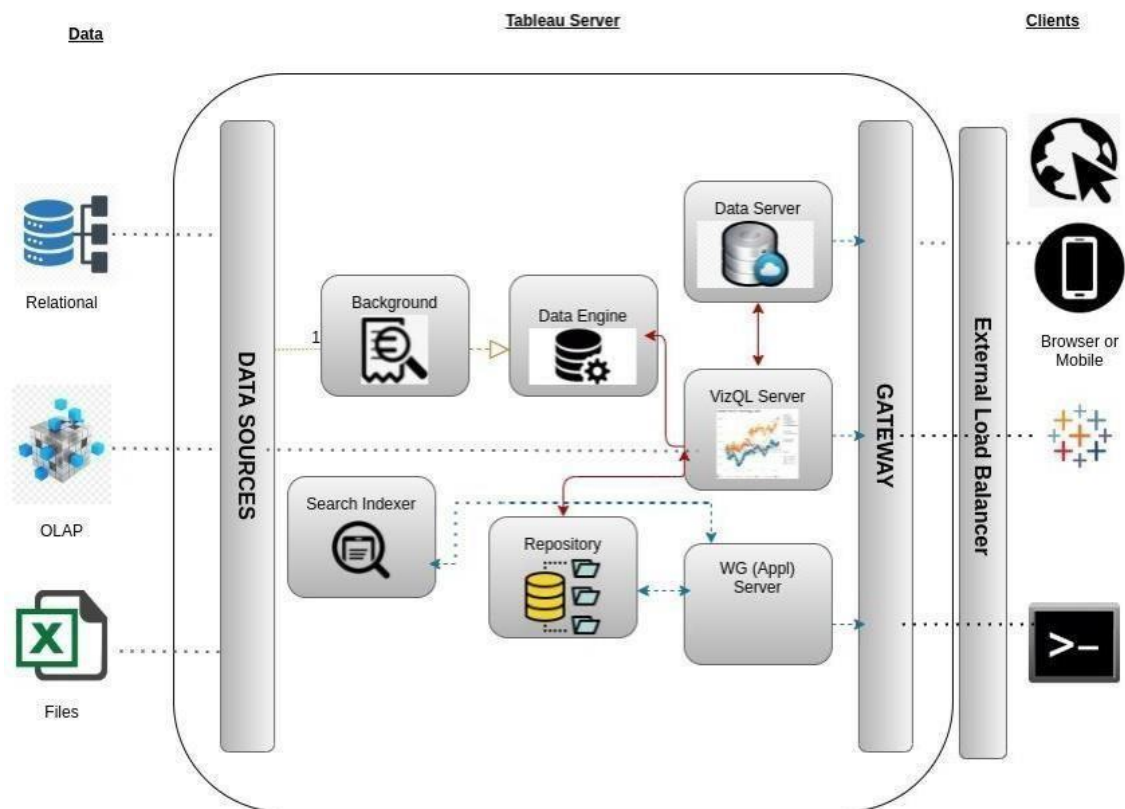 Data
Tableau Server
Clients
Relational
OLAP
Files
DATA SOURCES
1
Background
Data Engine
Data Server
VizQL Server
Search Indexer
Repository
WG (Appl)
Server
GATEWAY
External Load Balancer
Browser or
Mobile
X
>–